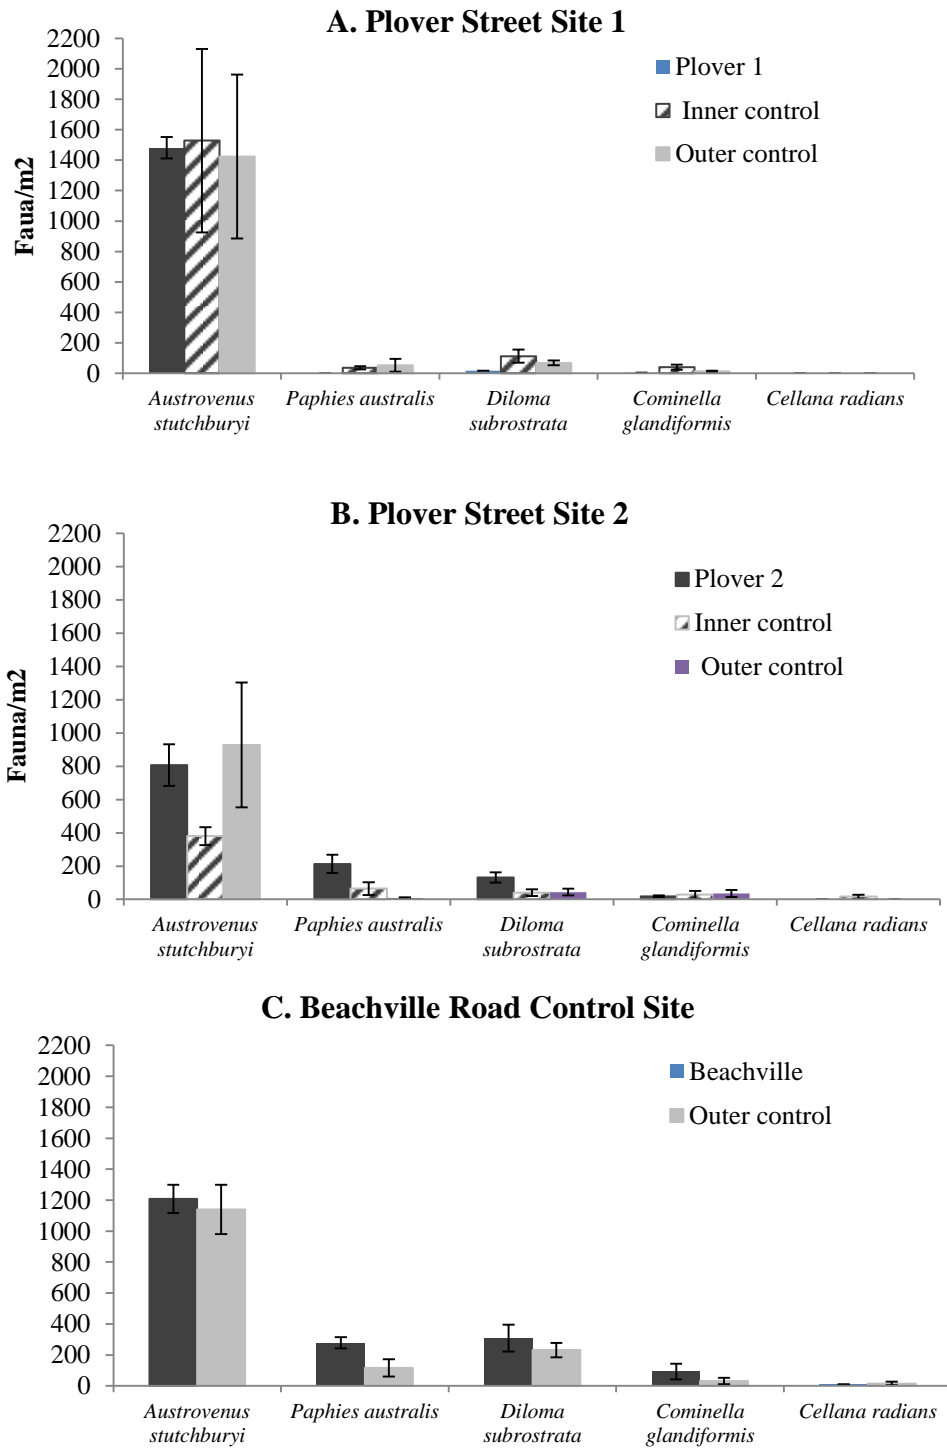 A. Plover Street Site 1
2200
2000
1800
1600
1400
1200
1000
800
600
400
200
0
Faua/m2
Plover 1
Inner control
Outer control
Austrovenus stutchburyi
Paphies australis
Diloma subrostrata
Cominella glandiformis
Cellana radians
B. Plover Street Site 2
2200
2000
1800
1600
1400
1200
1000
800
600
400
200
0
Fauna/m2
Plover 2
Inner control
Outer control
Austrovenus stutchburyi
Paphies australis
Diloma subrostrata
Cominella glandiformis
Cellana radians
C. Beachville Road Control Site
2200
2000
1800
1600
1400
1200
1000
800
600
400
200
0
Beachville
Outer control
Austrovenus stutchburyi
Paphies australis
Diloma subrostrata
Cominella glandiformis
Cellana radians